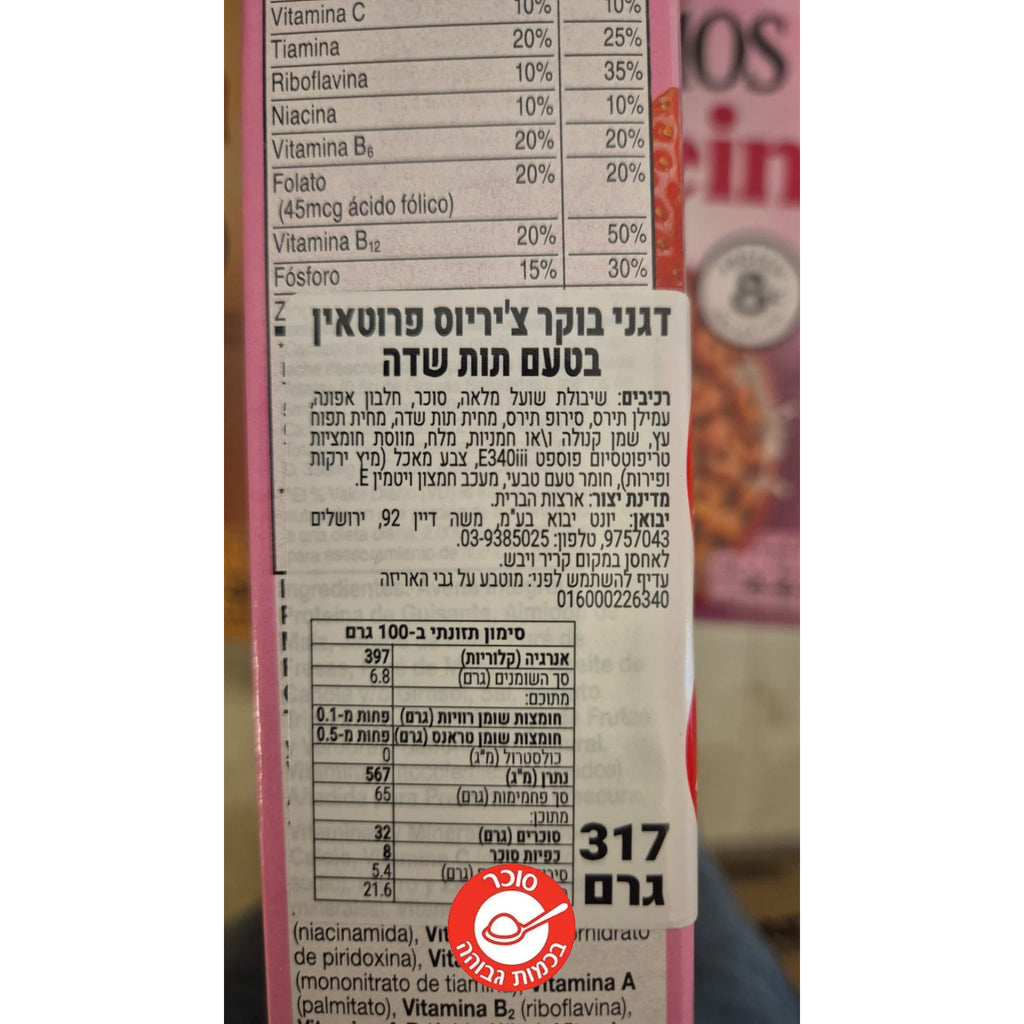 Vitamina C 10% 10%
Tiamina 20% 25%
Riboflavina 10% 35%
Niacina 10% 10%
Vitamina B₆ 20% 20%
Folato 20% 20%
(45mcg ácido fólico)
Vitamina B₁₂ 20% 50%
Fósforo 15% 30%
דגני בוקר צ'יריוס פרוטאין
בטעם תות שדה
רכיבים: שיבולת שועל מלאה, סוכר, חלבון אפונה,
עמילן תירס, סירופ תירס, מחית תות שדה, מחית תפוח
עץ, שמן קנולה ו\או חמניות, מלח, מווסת חומציות
טריפוטסיום פוספט E340iii, צבע מאכל (מיץ ירקות
ופירות), חומר טעם טבעי, מעכב חמצון ויטמין E.
מדינת יצור: ארצות הברית.
יבואן: יונט יבוא בע"מ, משה דיין 92, ירושלים
9757043, טלפון: 03-9385025.
לאחסן במקום קריר ויבש.
עדיף להשתמש לפני: מוטבע על גבי האריזה
016000226340
סימון תזונתי ב-100 גרם
אנרגיה (קלוריות) 397
סך השומנים (גרם) 6.8
מתוכם:
חומצות שומן רוויות (גרם) פחות מ-0.1
חומצות שומן טראנס (גרם) פחות מ-0.5
כולסטרול (מ"ג) 0
נתרן (מ"ג) 567
סך פחמימות (גרם) 65
מתוכן:
סוכרים (גרם) 32
כפיות סוכר 8
(גרם) 5.4
21.6
317
גרם
סוכר
בכמות גבוהה
(niacinamida),
de piridoxina),
(mononitrato de Vitamina A
(palmitato), Vitamina B₂ (riboflavina),